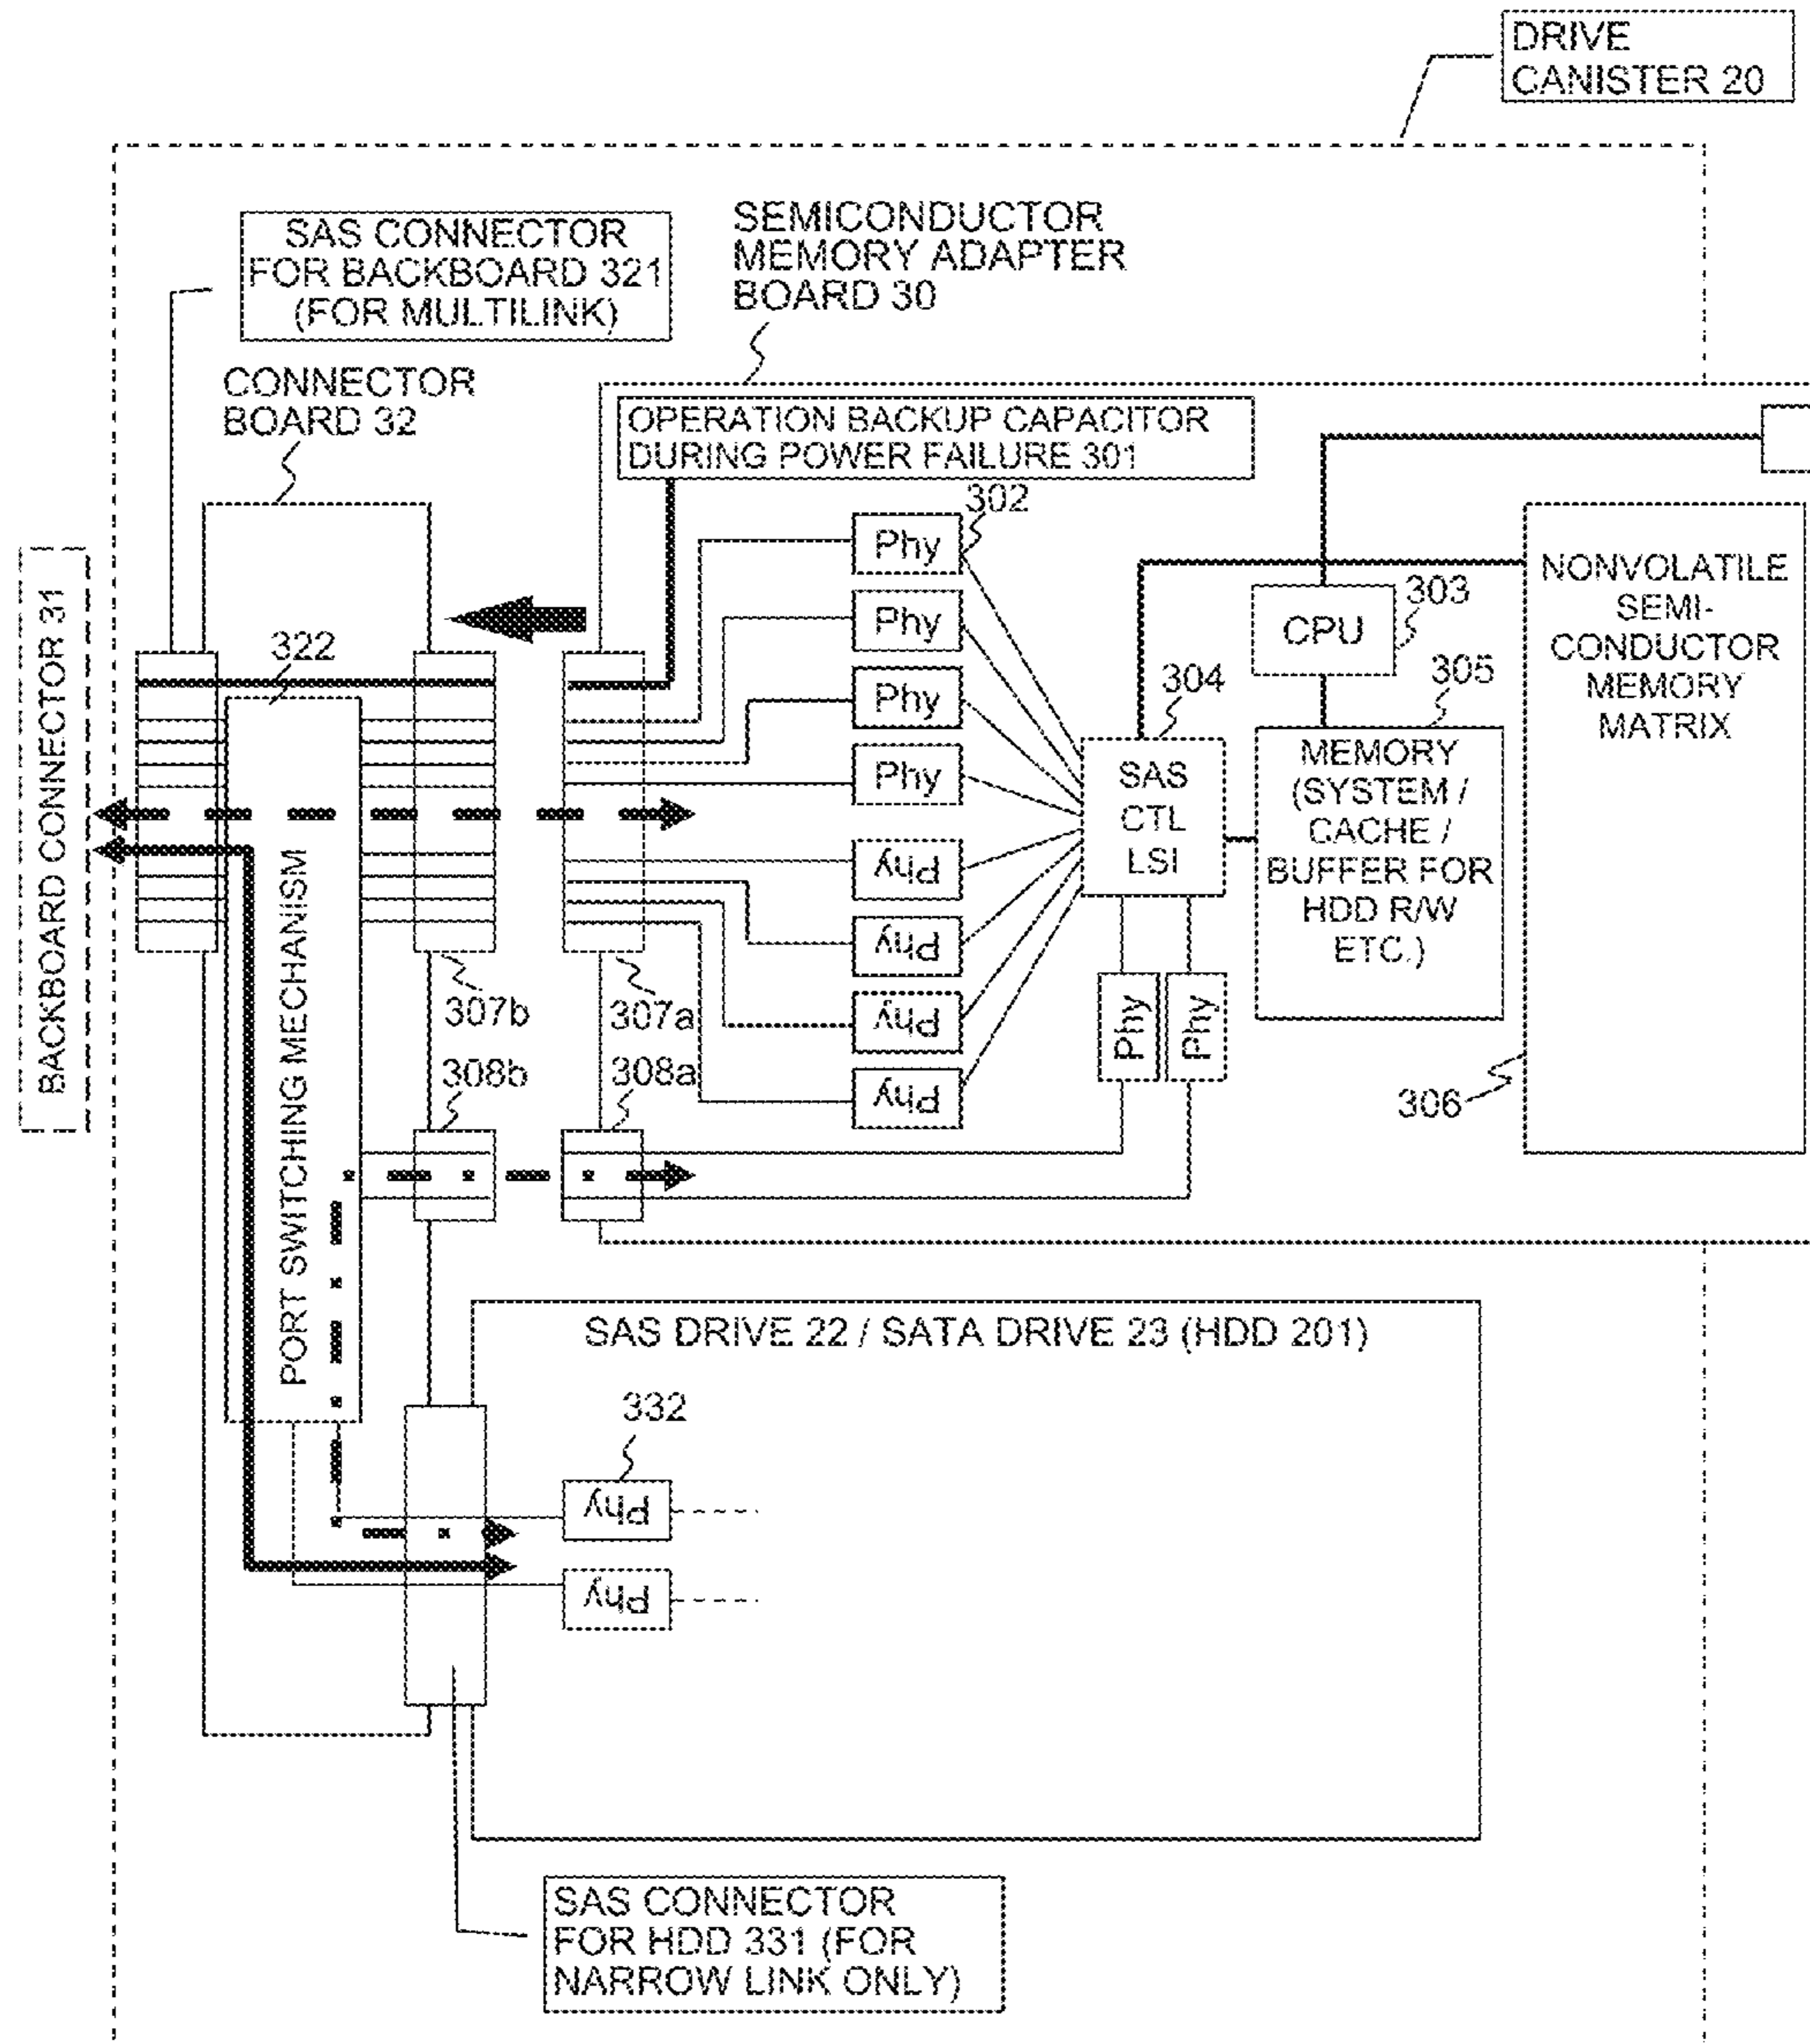 DRIVE
CANISTER 20
SAS CONNECTOR
FOR BACKBOARD 321
(FOR MULTILINK)
SEMICONDUCTOR
MEMORY ADAPTER
BOARD 30
CONNECTOR
BOARD 32
OPERATION BACKUP CAPACITOR
DURING POWER FAILURE 301
302
Phy
Phy
Phy
Phy
Phy
Phy
Phy
Phy
322
BACKBOARD CONNECTOR 31
PORT SWITCHING MECHANISM
304
SAS
CTL
LSI
CPU
303
305
MEMORY
(SYSTEM /
CACHE /
BUFFER FOR
HDD R/W
ETC.)
NONVOLATILE
SEMI-
CONDUCTOR
MEMORY
MATRIX
306
307b
307a
308b
308a
Phy
Phy
SAS DRIVE 22 / SATA DRIVE 23 (HDD 201)
332
Phy
Phy
SAS CONNECTOR
FOR HDD 331 (FOR
NARROW LINK ONLY)